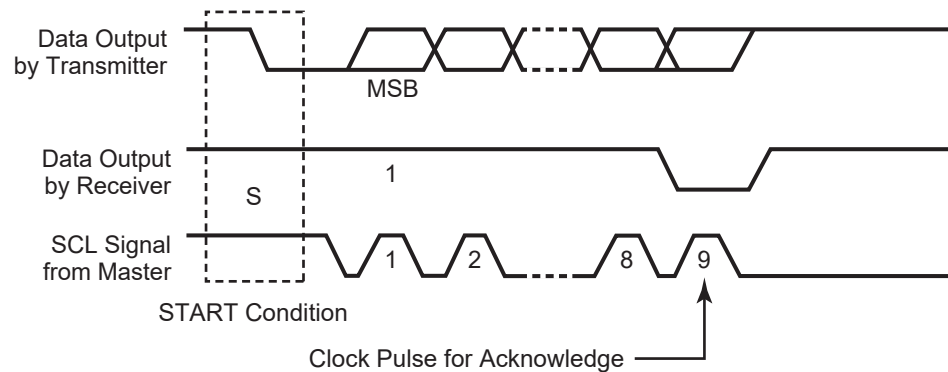 Data Output
by Transmitter
MSB
Data Output
by Receiver
1
S
SCL Signal
from Master
1
2
8
9
START Condition
Clock Pulse for Acknowledge